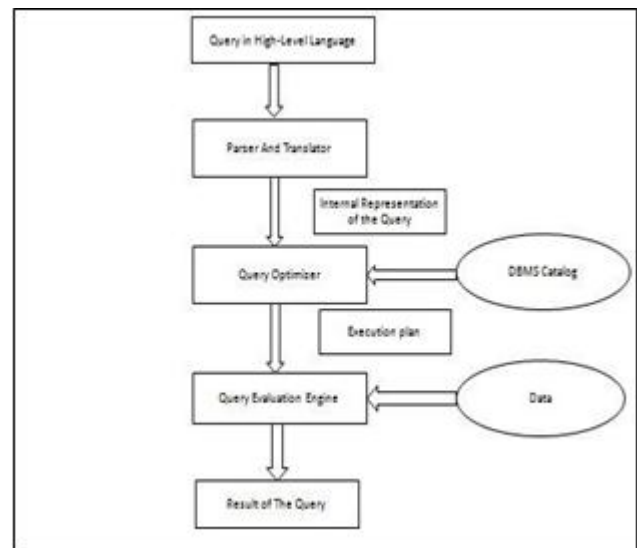 Query in High-Level Language
Parser And Translator
Internal Representation
of the Query
Query Optimiser
DBMS Catalog
Execution plan
Query Evaluation Engine
Data
Result of The Query